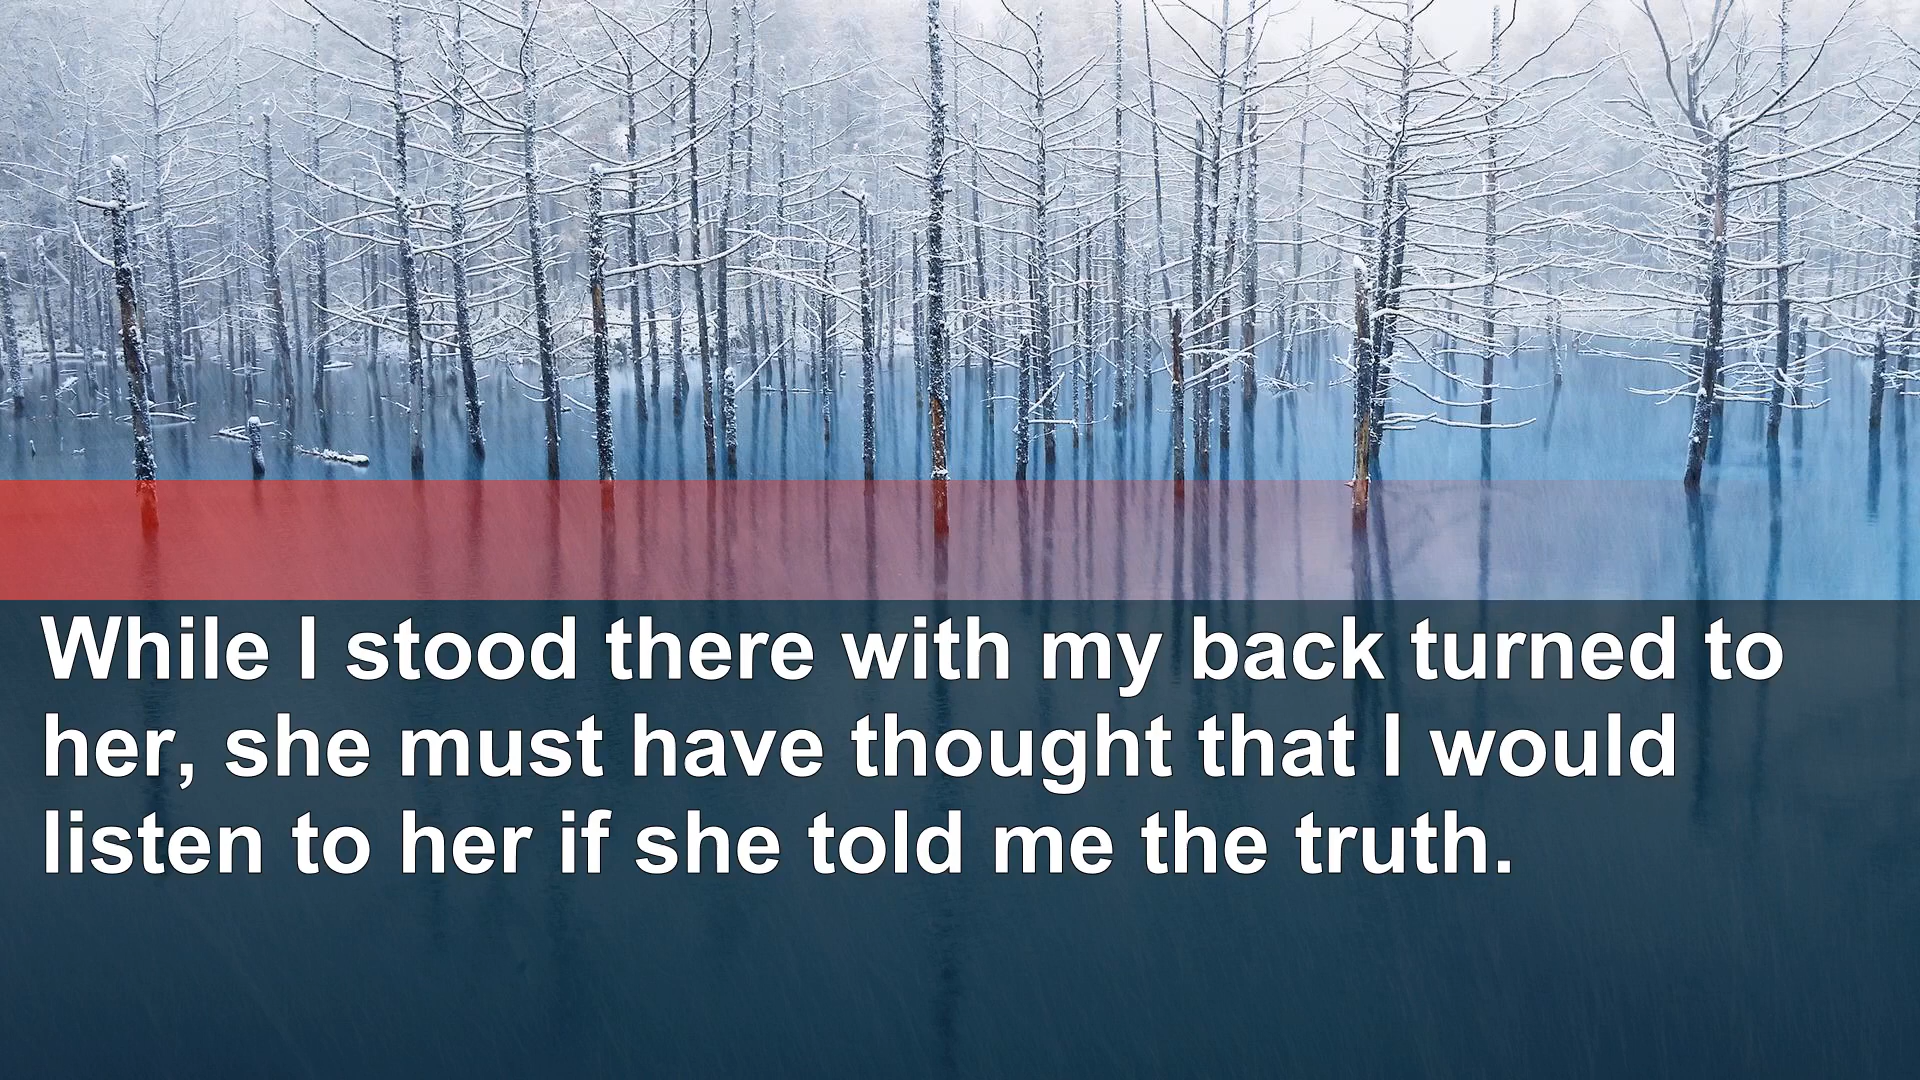 While I stood there with my back turned to
her, she must have thought that I would
listen to her if she told me the truth.